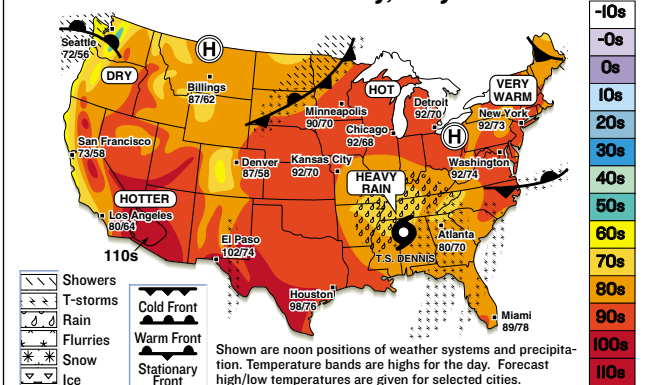 -10s
-0s
0s
10s
20s
30s
40s
50s
60s
70s
80s
90s
100s
110s
Seattle
72/56
DRY
H
Billings
87/62
Minneapolis
90/70
HOT
Detroit
92/70
VERY
WARM
New York
92/73
H
Chicago
92/68
San Francisco
73/58
Denver
87/58
Kansas City
92/70
Washington
92/74
HEAVY
RAIN
HOTTER
Los Angeles
80/64
110s
El Paso
102/74
T.S. DENNIS
Atlanta
80/70
Houston
98/76
Miami
89/78
Showers
T-storms
Rain
Flurries
Snow
Ice
Cold Front
Warm Front
Stationary
Front
Shown are noon positions of weather systems and precipita-
tion. Temperature bands are highs for the day. Forecast
high/low temperatures are given for selected cities.